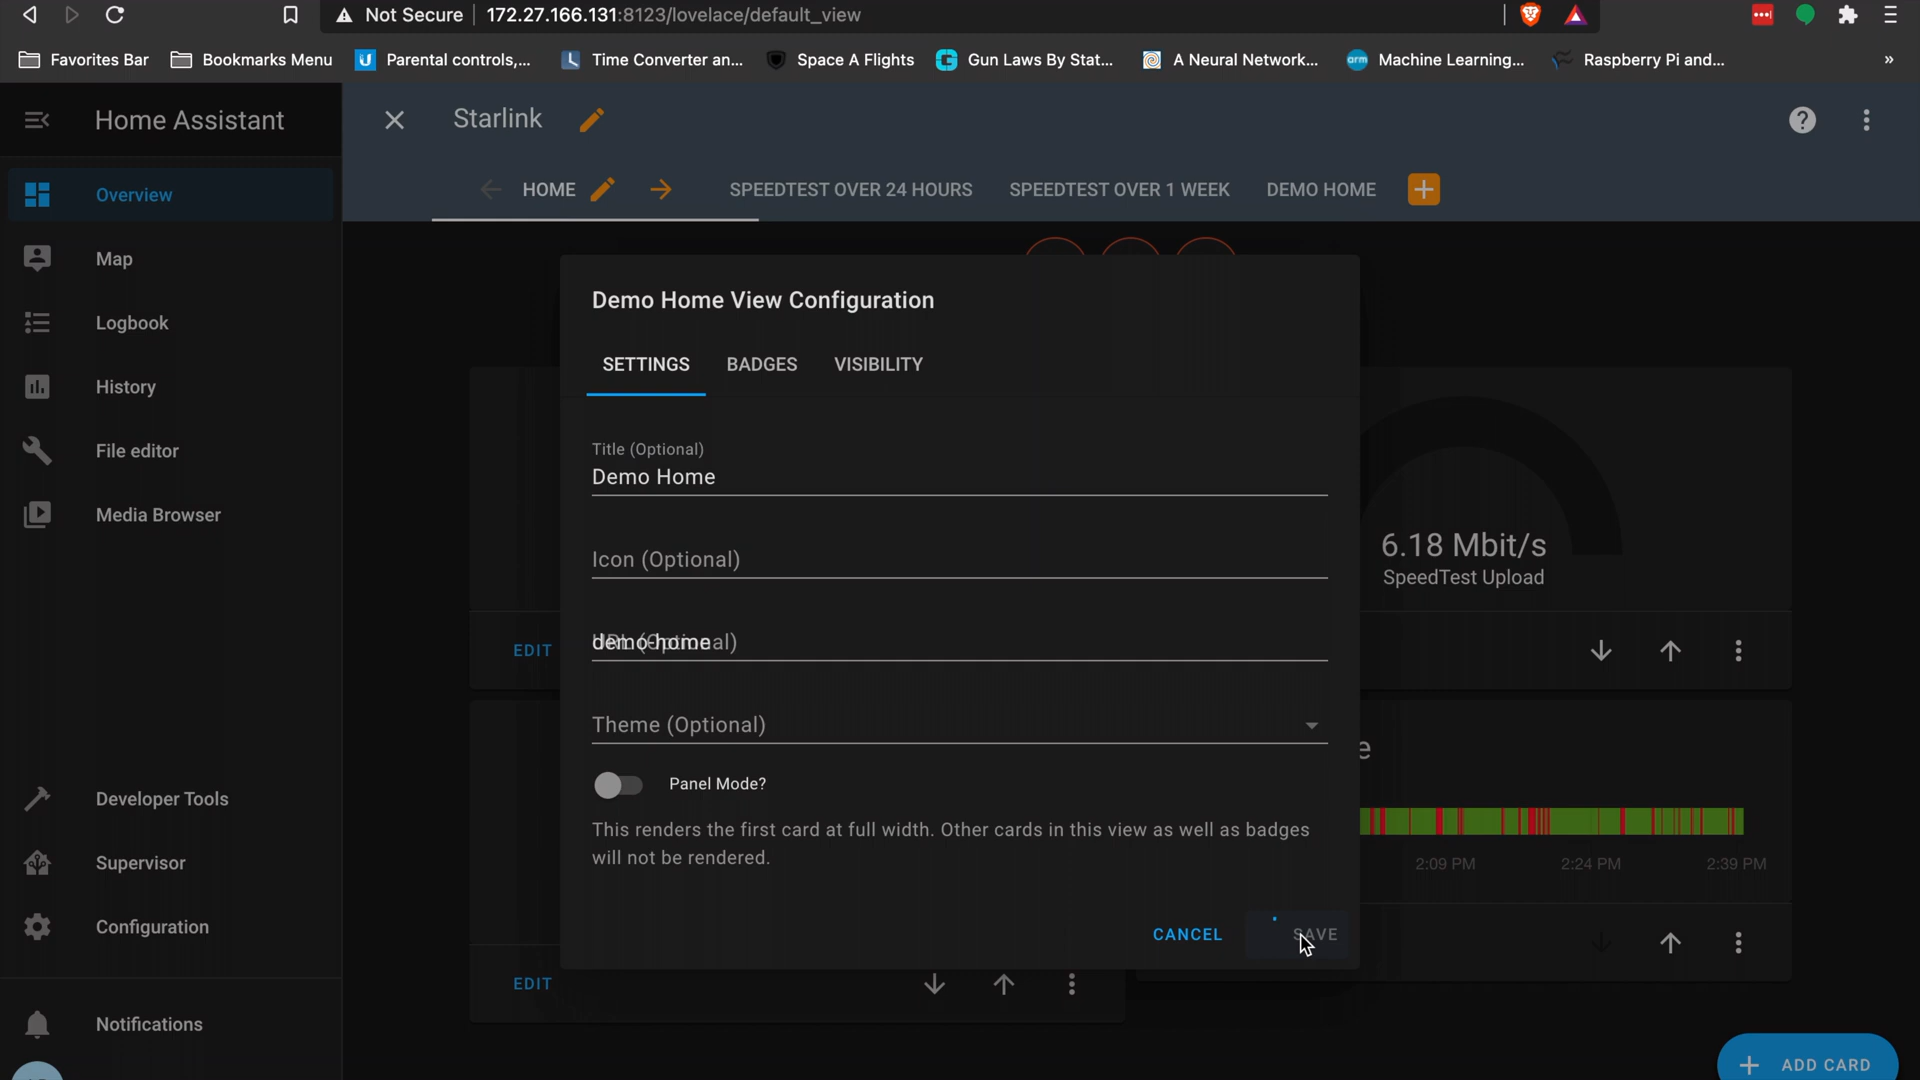 Not Secure
172.27.166.131:8123/lovelace/default_view
Favorites Bar
Bookmarks Menu
Parental controls,...
Time Converter an...
Space A Flights
Gun Laws By Stat...
A Neural Network...
arm
Machine Learning...
Raspberry Pi and...
»
Home Assistant
Starlink
HOME
SPEEDTEST OVER 24 HOURS
SPEEDTEST OVER 1 WEEK
DEMO HOME
Overview
Map
Logbook
History
File editor
Media Browser
Developer Tools
Supervisor
Configuration
Notifications
Demo Home View Configuration
SETTINGS
BADGES
VISIBILITY
Title (Optional)
Demo Home
Icon (Optional)
URL (Optional)
demo-home
Theme (Optional)
Panel Mode?
This renders the first card at full width. Other cards in this view as well as badges
will not be rendered.
CANCEL
SAVE
6.18 Mbit/s
SpeedTest Upload
EDIT
e
2:09 PM
2:24 PM
2:39 PM
EDIT
ADD CARD